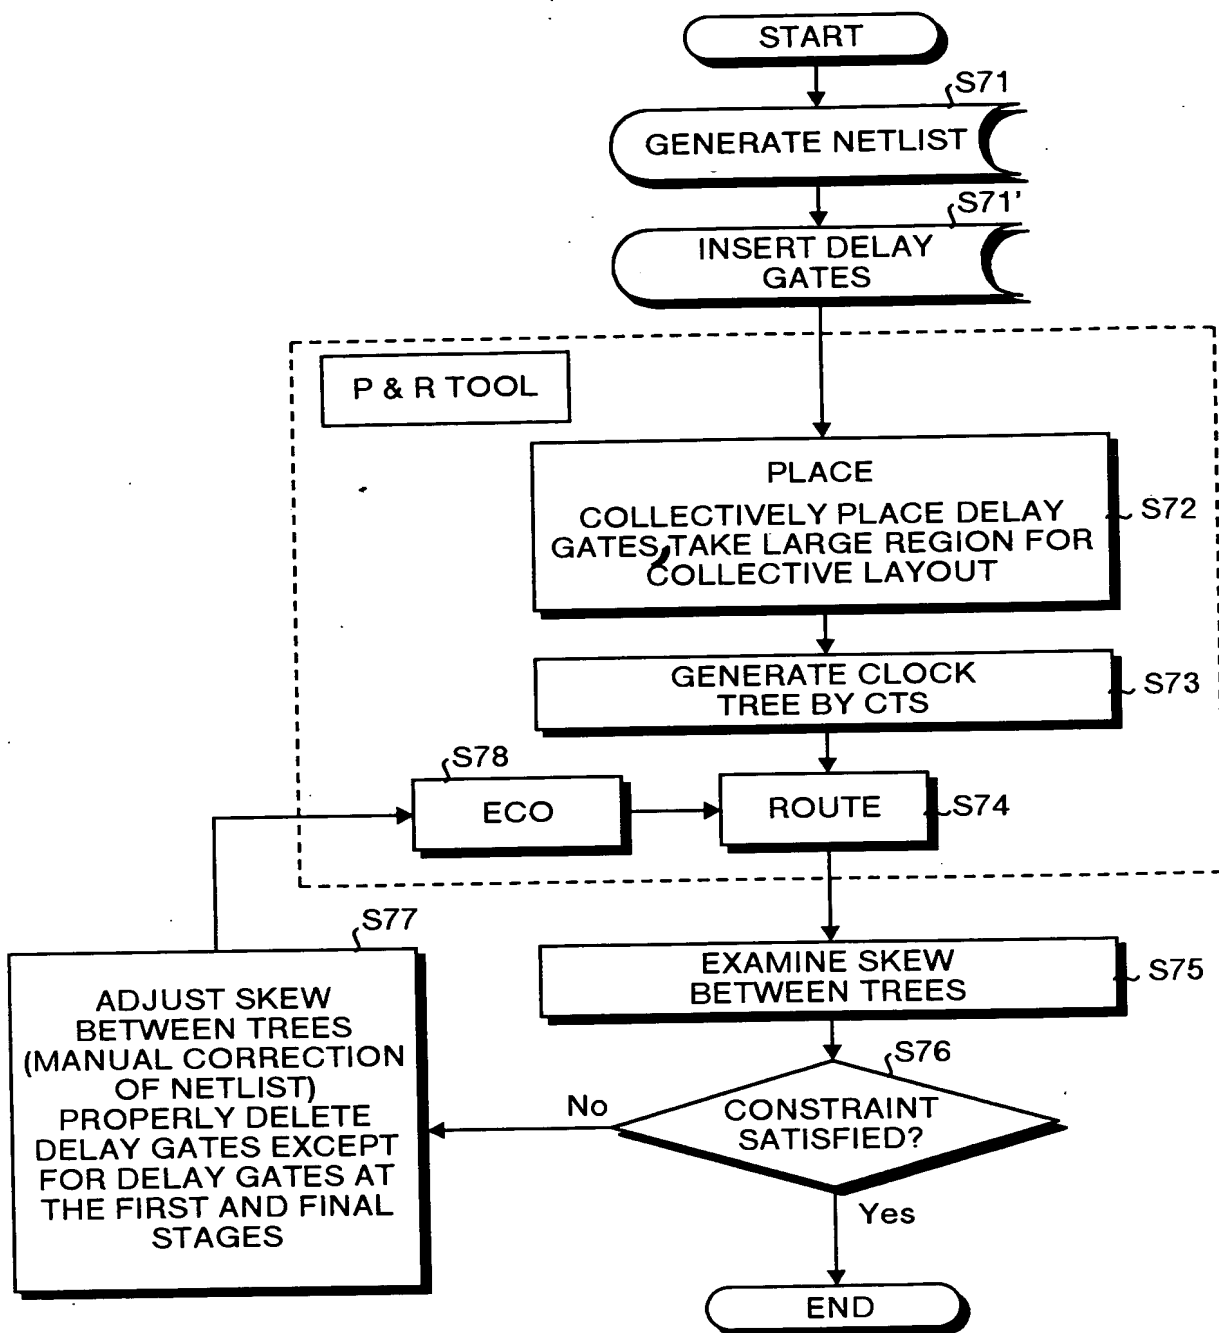 START
S71
GENERATE NETLIST
S71'
INSERT DELAY
GATES
P & R TOOL
PLACE
COLLECTIVELY PLACE DELAY
GATES, TAKE LARGE REGION FOR
COLLECTIVE LAYOUT
S72
GENERATE CLOCK
TREE BY CTS
S73
S78
ECO
ROUTE
S74
S77
ADJUST SKEW
BETWEEN TREES
(MANUAL CORRECTION
OF NETLIST)
PROPERLY DELETE
DELAY GATES EXCEPT
FOR DELAY GATES AT
THE FIRST AND FINAL
STAGES
EXAMINE SKEW
BETWEEN TREES
S75
S76
No
CONSTRAINT
SATISFIED?
Yes
END